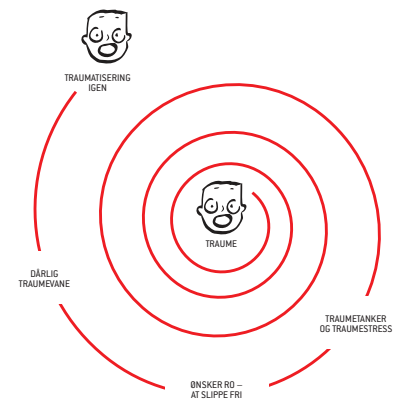 TRAUMATISERING
IGEN
TRAUME
DÅRLIG
TRAUMEVANE
TRAUMETANKER
OG TRAUMESTRESS
ØNSKER RO –
AT SLIPPE FRI